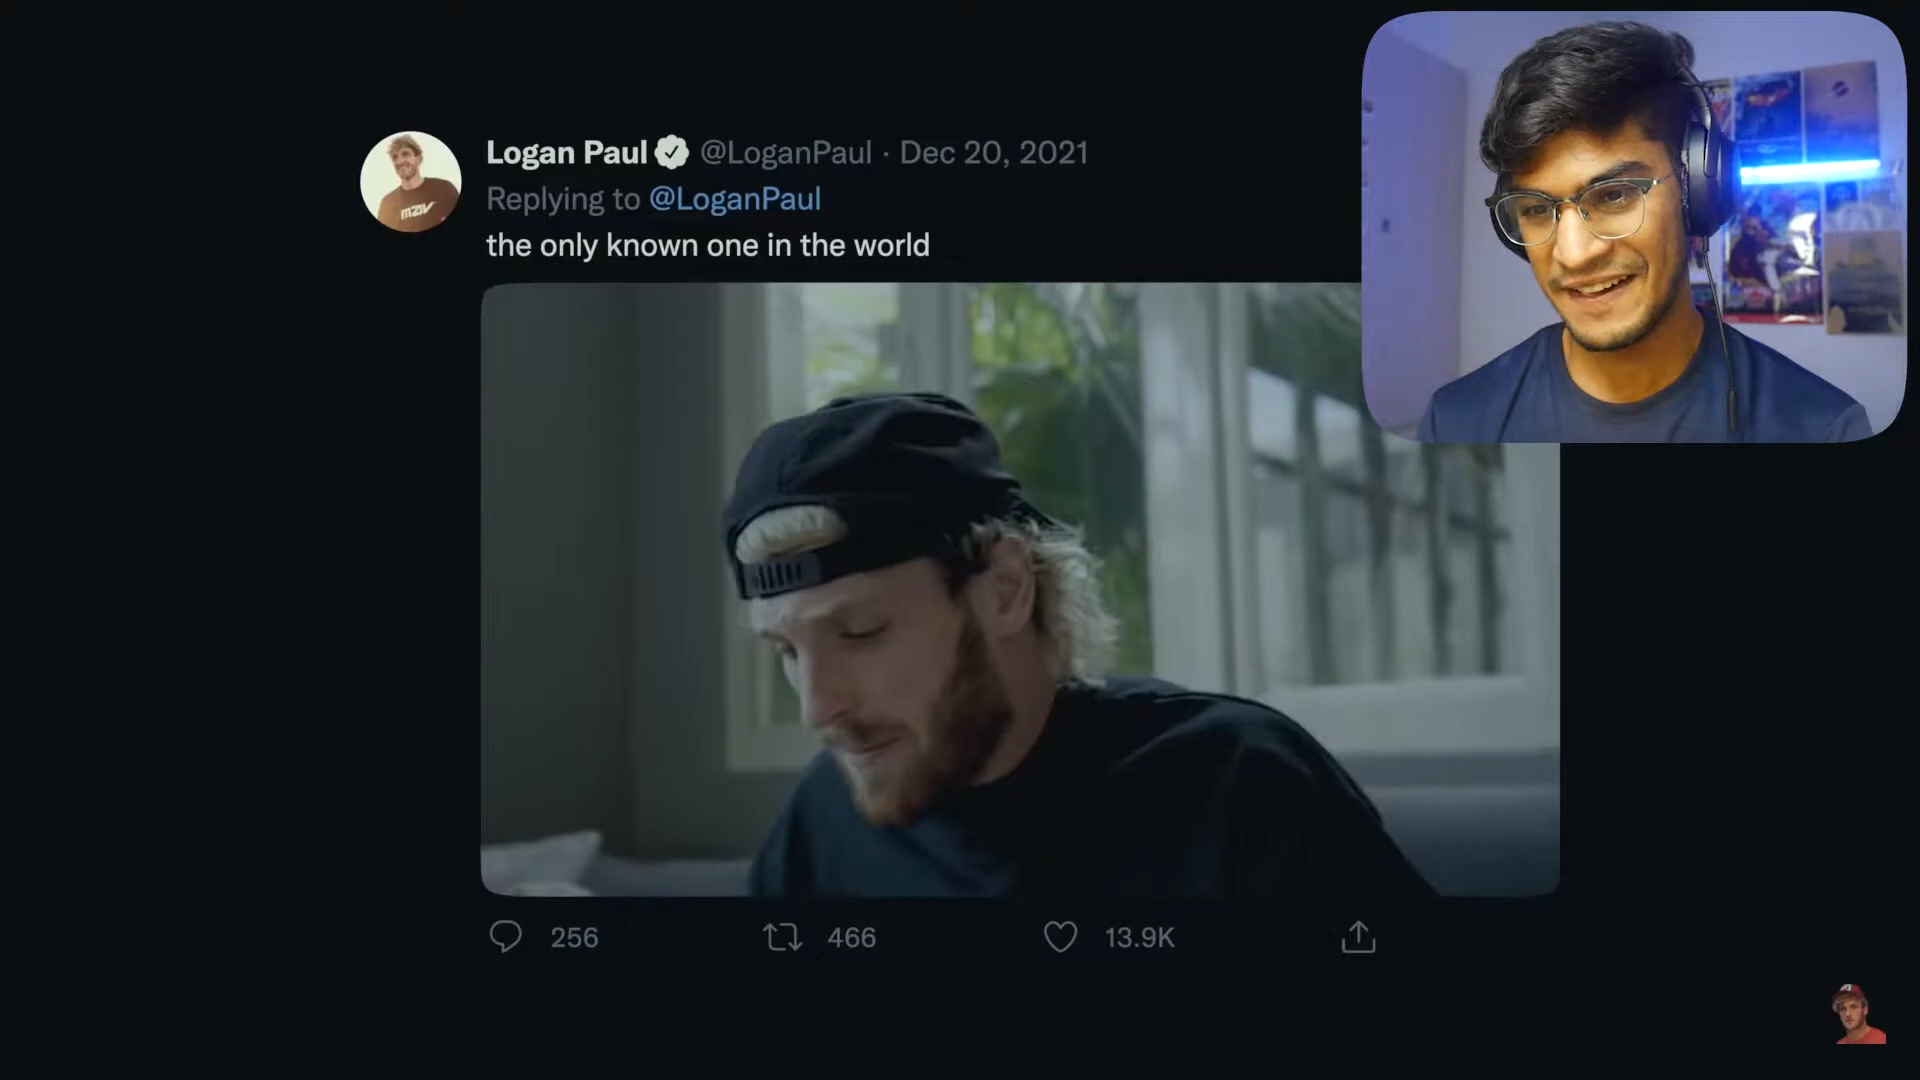 Logan Paul @LoganPaul · Dec 20, 2021
Replying to @LoganPaul
the only known one in the world
256 466 13.9K